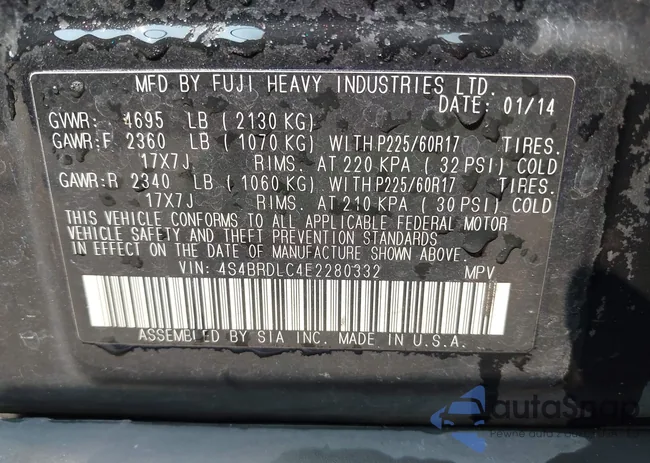 MFD BY FUJI HEAVY INDUSTRIES LTD.
DATE: 01/14
GVWR: 4695 LB ( 2130 KG)
GAWR:F 2360 LB ( 1070 KG) WITH P225/60R17 TIRES.
17X7J RIMS. AT 220 KPA ( 32 PSI) COLD
GAWR:R 2340 LB ( 1060 KG) WITH P225/60R17 TIRES.
17X7J RIMS. AT 210 KPA ( 30 PSI) COLD
THIS VEHICLE CONFORMS TO ALL APPLICABLE FEDERAL MOTOR
VEHICLE SAFETY AND THEFT PREVENTION STANDARDS
IN EFFECT ON THE DATE OF MANUFACTURE SHOWN ABOVE.
VIN: 4S4BRDLC4E2280332 MPV
ASSEMBLED BY SIA INC. MADE IN U.S.A.
autoSnap
Pewne auto z